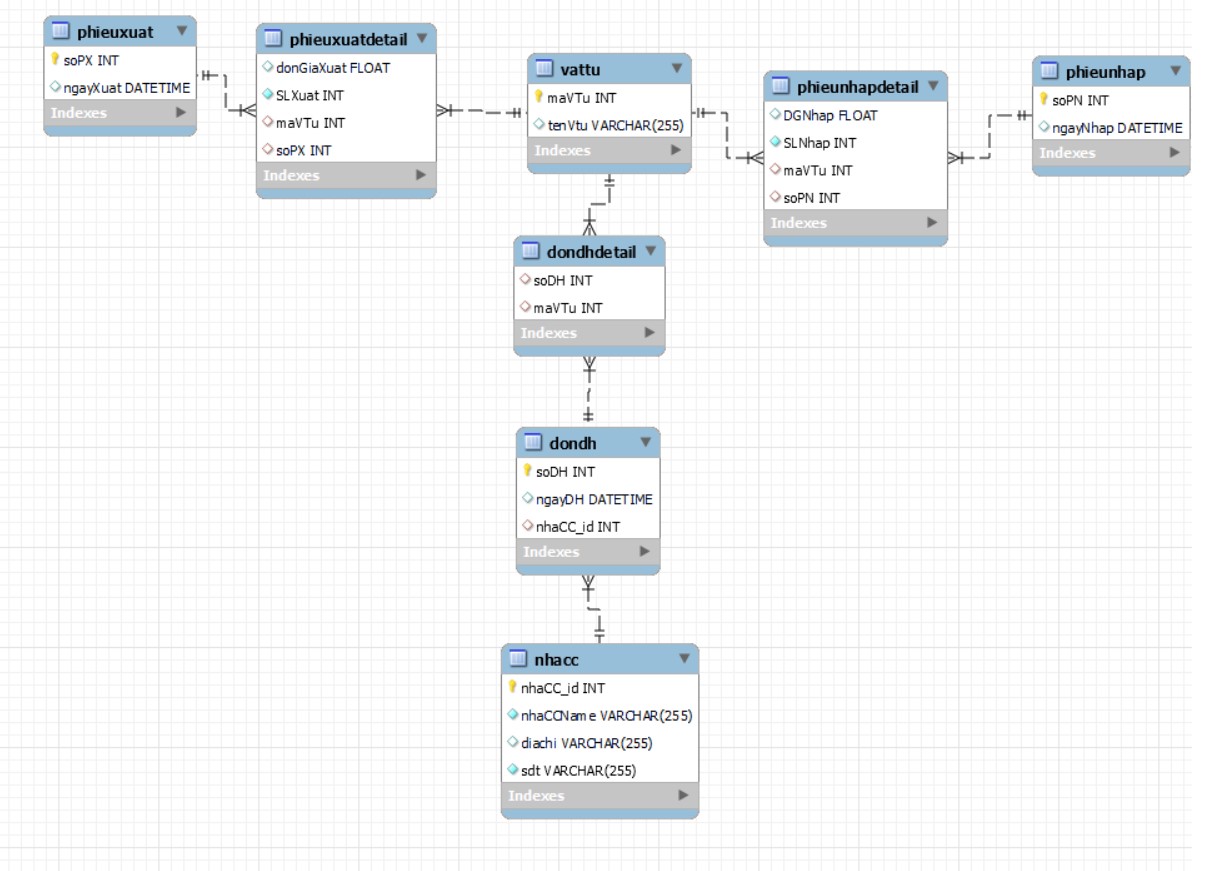 phieuxuat
soPX INT
ngayXuat DATETIME
Indexes
phieuxuatdetail
donGiaXuat FLOAT
SLXuat INT
maVTu INT
soPX INT
Indexes
vattu
maVTu INT
tenVtu VARCHAR(255)
Indexes
phieunhapdetail
DGNhap FLOAT
SLNhap INT
maVTu INT
soPN INT
Indexes
phieunhap
soPN INT
ngayNhap DATETIME
Indexes
dondhdetail
soDH INT
maVTu INT
Indexes
dondh
soDH INT
ngayDH DATETIME
nhaCC_id INT
Indexes
nhacc
nhaCC_id INT
nhaCCName VARCHAR(255)
diachi VARCHAR(255)
sdt VARCHAR(255)
Indexes